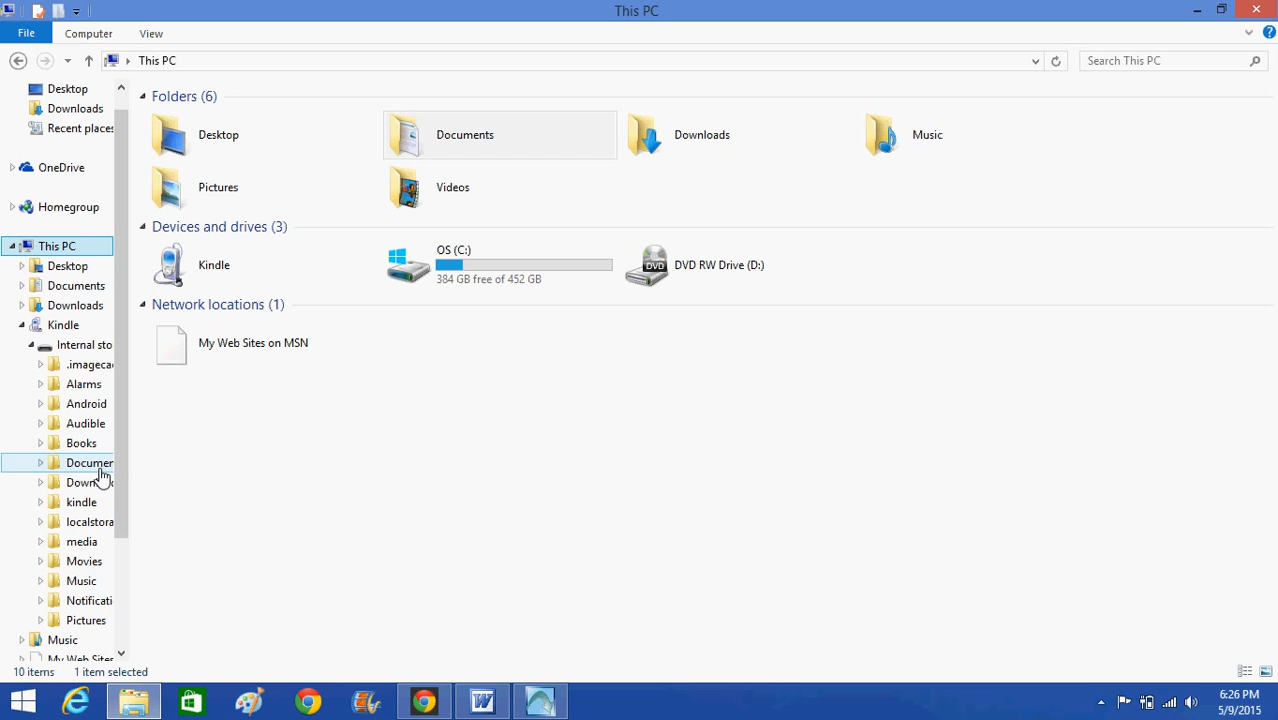 This PC
File
Computer
View
This PC
Search This PC
Desktop
Downloads
Recent places
OneDrive
Homegroup
This PC
Desktop
Documents
Downloads
Kindle
Internal sto
.imageca
Alarms
Android
Audible
Books
Documen
kindle
localstora
media
Movies
Music
Notificati
Pictures
Music
My Web Sites
Folders (6)
Desktop
Documents
Downloads
Music
Pictures
Videos
Devices and drives (3)
Kindle
OS (C:)
384 GB free of 452 GB
DVD
DVD RW Drive (D:)
Network locations (1)
My Web Sites on MSN
10 items
1 item selected
6:26 PM
5/9/2015